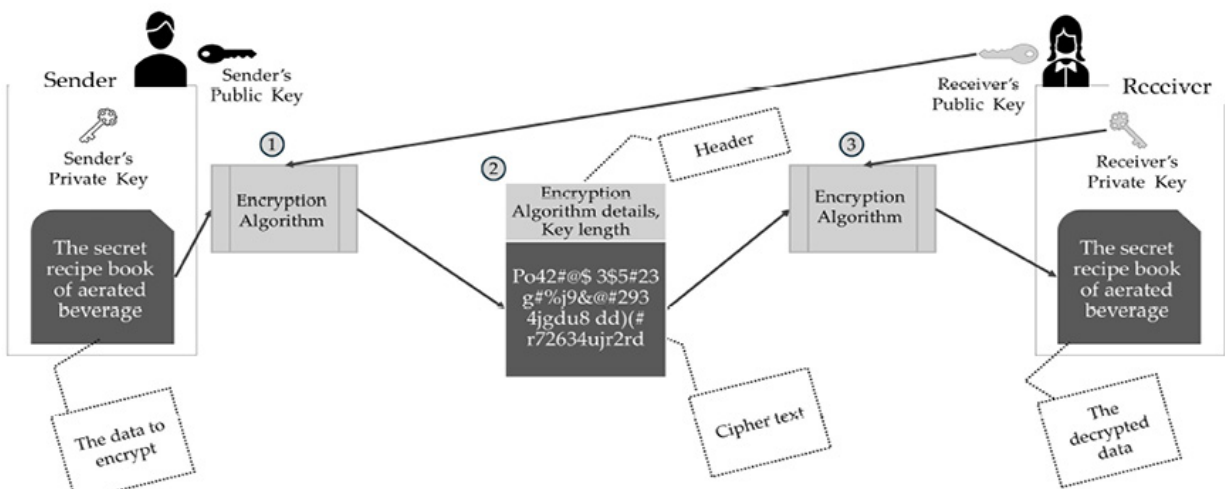 Sender
Sender's
Public Key
Receiver's
Public Key
Receiver
Sender's
Private Key
1
2
3
Header
Receiver's
Private Key
Encryption
Algorithm
Encryption
Algorithm details,
Key length
Encryption
Algorithm
The secret
recipe book
of aerated
beverage
Po42#@$ 3$5#23
g#%j9&@#293
4jgdu8 dd)(#
r72634ujr2rd
The secret
recipe book
of aerated
beverage
The data to
encrypt
Cipher text
The
decrypted
data